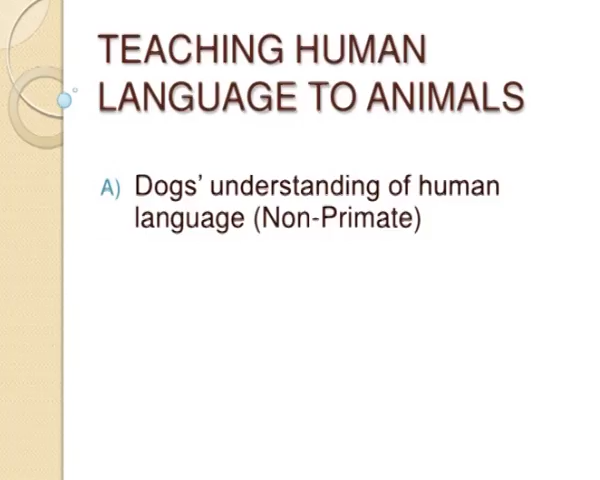 TEACHING HUMAN
LANGUAGE TO ANIMALS
A) Dogs’ understanding of human
language (Non-Primate)